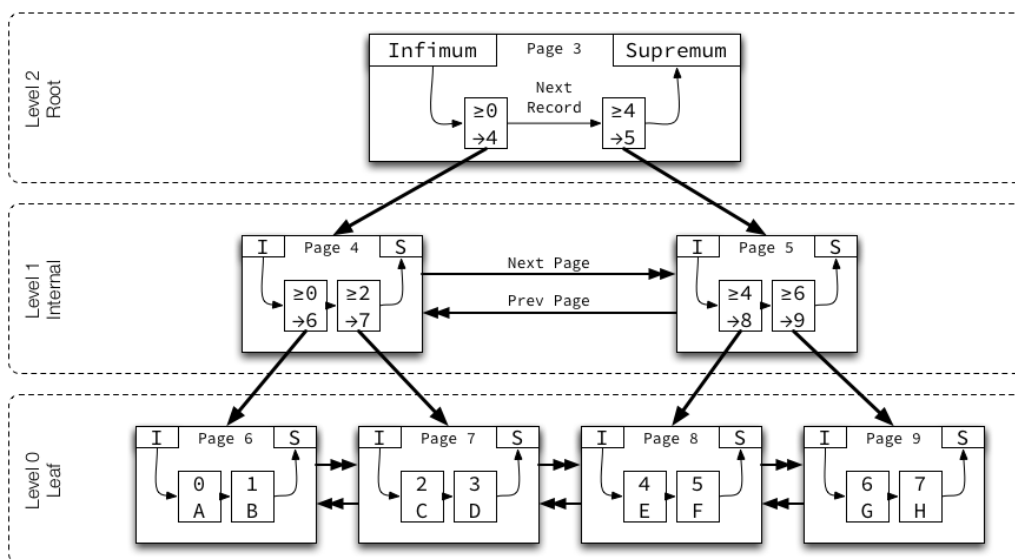 Level 2
Root
Infimum
Page 3
Supremum
Next
Record
≥0
→4
≥4
→5
Level 1
Internal
I
Page 4
S
≥0
→6
≥2
→7
Next Page
Prev Page
I
Page 5
S
≥4
→8
≥6
→9
Level 0
Leaf
I
Page 6
S
0
A
1
B
I
Page 7
S
2
C
3
D
I
Page 8
S
4
E
5
F
I
Page 9
S
6
G
7
H